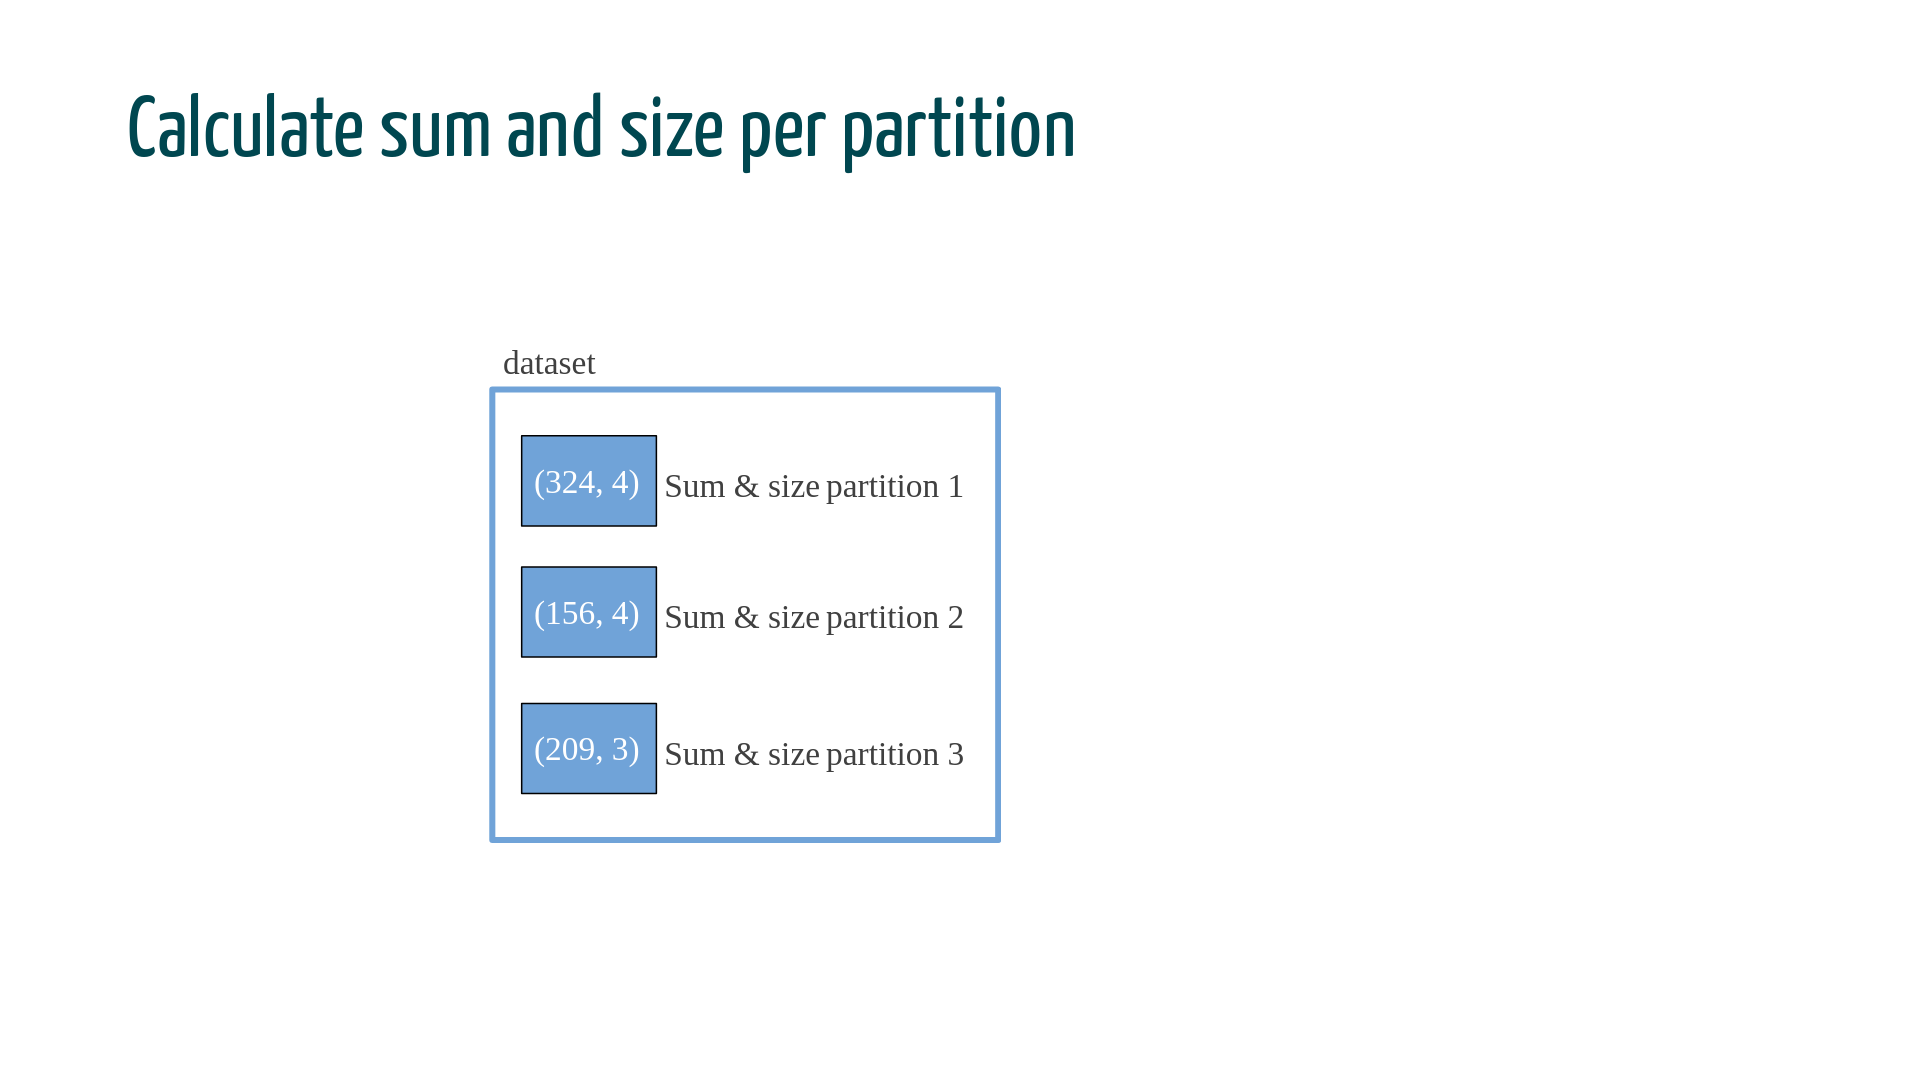 Calculate sum and size per partition
dataset
(324, 4) Sum & size partition 1
(156, 4) Sum & size partition 2
(209, 3) Sum & size partition 3